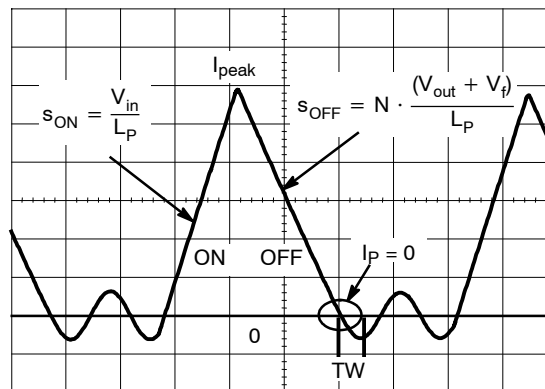 I_peak
s_ON = V_in / L_P
s_OFF = N · (V_out + V_f) / L_P
ON OFF I_P = 0
0
TW